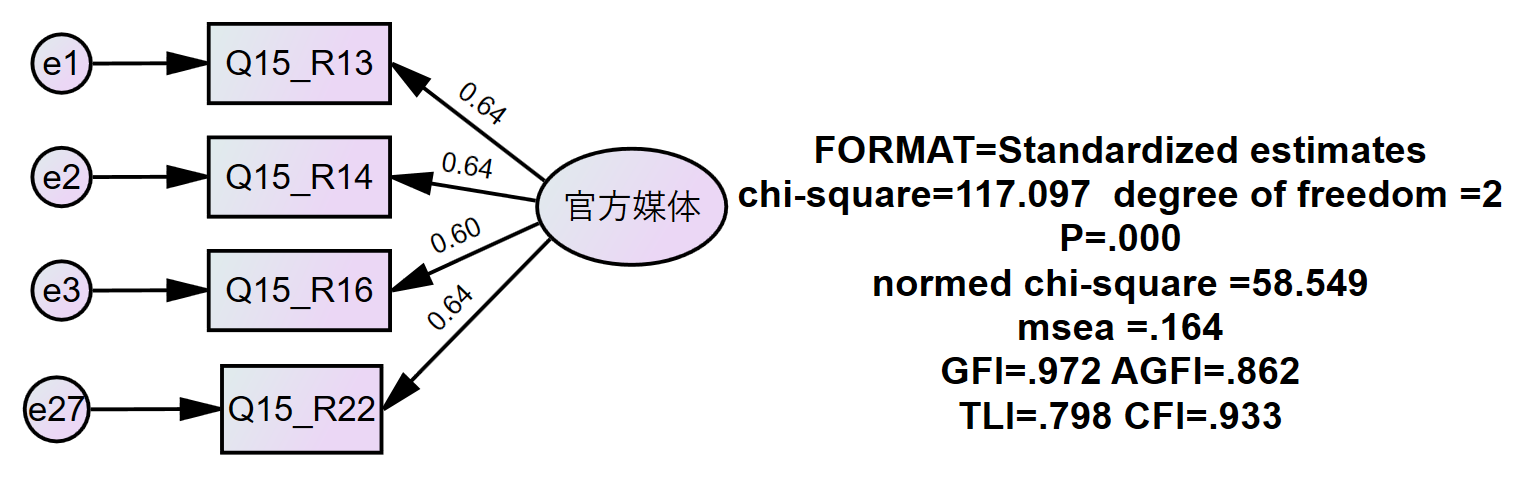 e1
Q15_R13
0.64
e2
Q15_R14
0.64
官方媒体
e3
Q15_R16
0.60
e27
Q15_R22
0.64
FORMAT=Standardized estimates
chi-square=117.097  degree of freedom =2
P=.000
normed chi-square =58.549
msea =.164
GFI=.972 AGFI=.862
TLI=.798 CFI=.933